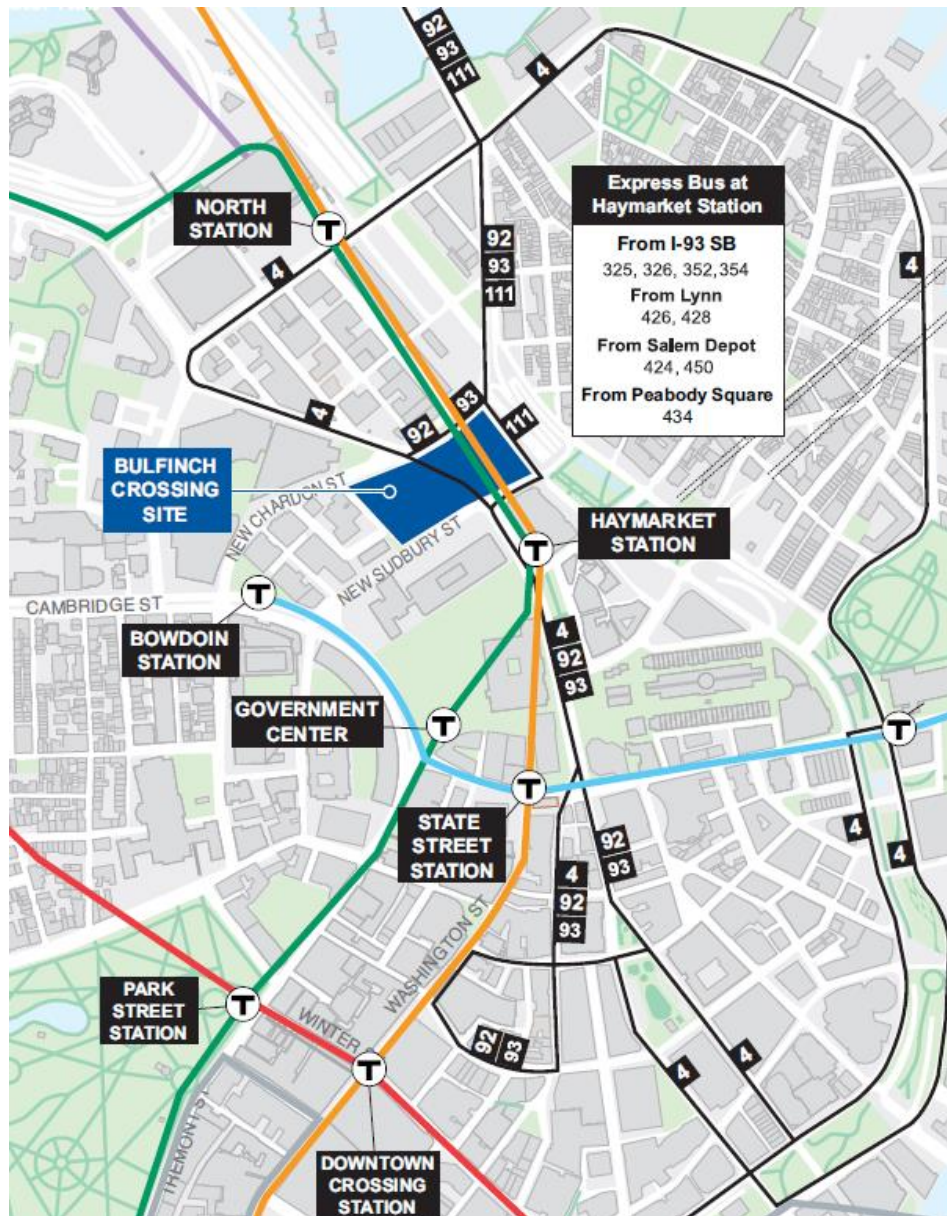 92
93
111
4
NORTH
STATION
4
92
93
111
Express Bus at
Haymarket Station
From I-93 SB
325, 326, 352,354
From Lynn
426, 428
From Salem Depot
424, 450
From Peabody Square
434
4
4
92
93
111
BULFINCH
CROSSING
SITE
NEW CHARDON ST
NEW SUDBURY ST
HAYMARKET
STATION
T
T
T
CAMBRIDGE ST
BOWDOIN
STATION
4
92
93
GOVERNMENT
CENTER
T
T
T
STATE
STREET
STATION
92
93
4
4
4
92
93
WASHINGTON ST
PARK
STREET
STATION
T
WINTER
92
93
4
4
T
TREMONT ST
DOWNTOWN
CROSSING
STATION